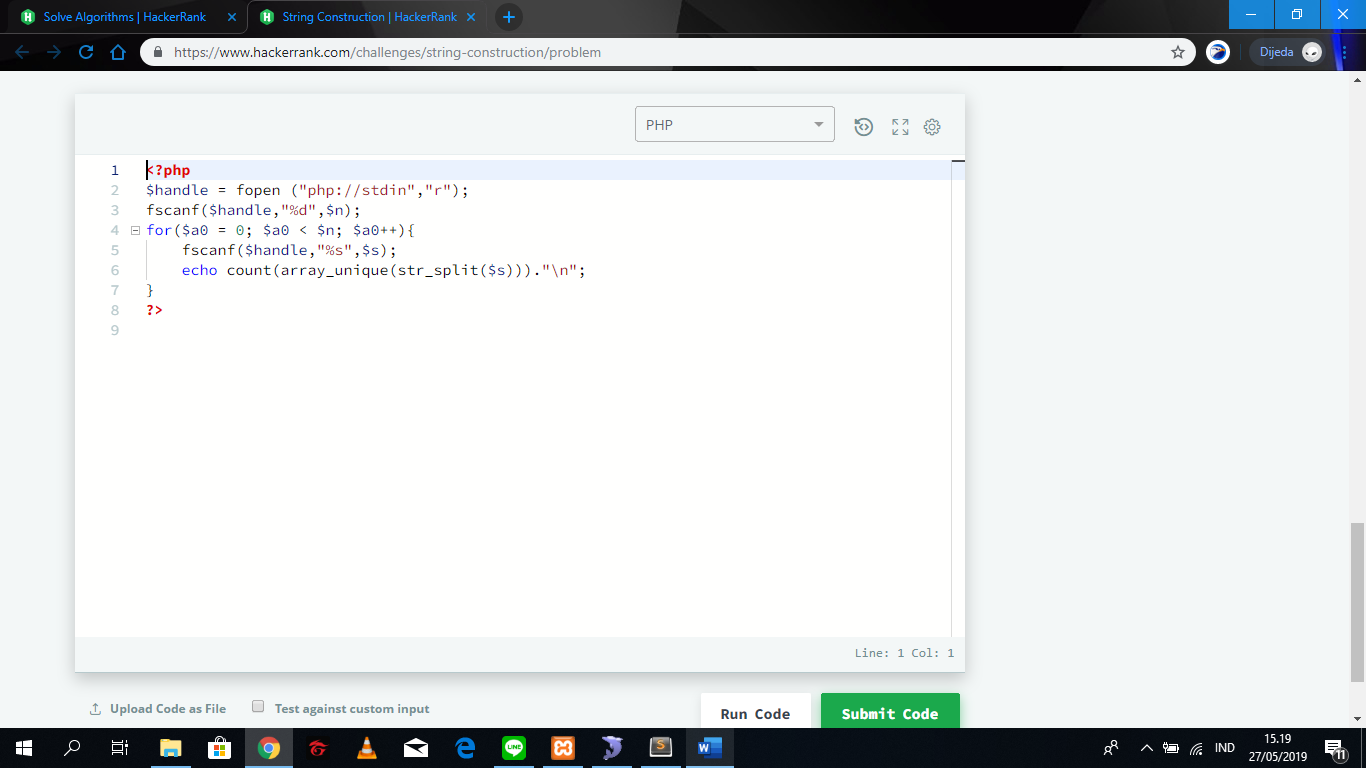 Solve Algorithms | HackerRank
String Construction | HackerRank
https://www.hackerrank.com/challenges/string-construction/problem
Dijeda
PHP
1 <?php
2 $handle = fopen ("php://stdin","r");
3 fscanf($handle,"%d",$n);
4 for($a0 = 0; $a0 < $n; $a0++){
5 fscanf($handle,"%s",$s);
6 echo count(array_unique(str_split($s)))."\n";
7 }
8 ?>
9
Line: 1 Col: 1
Upload Code as File
Test against custom input
Run Code
Submit Code
LINE
S
W
IND
15.19
27/05/2019
11